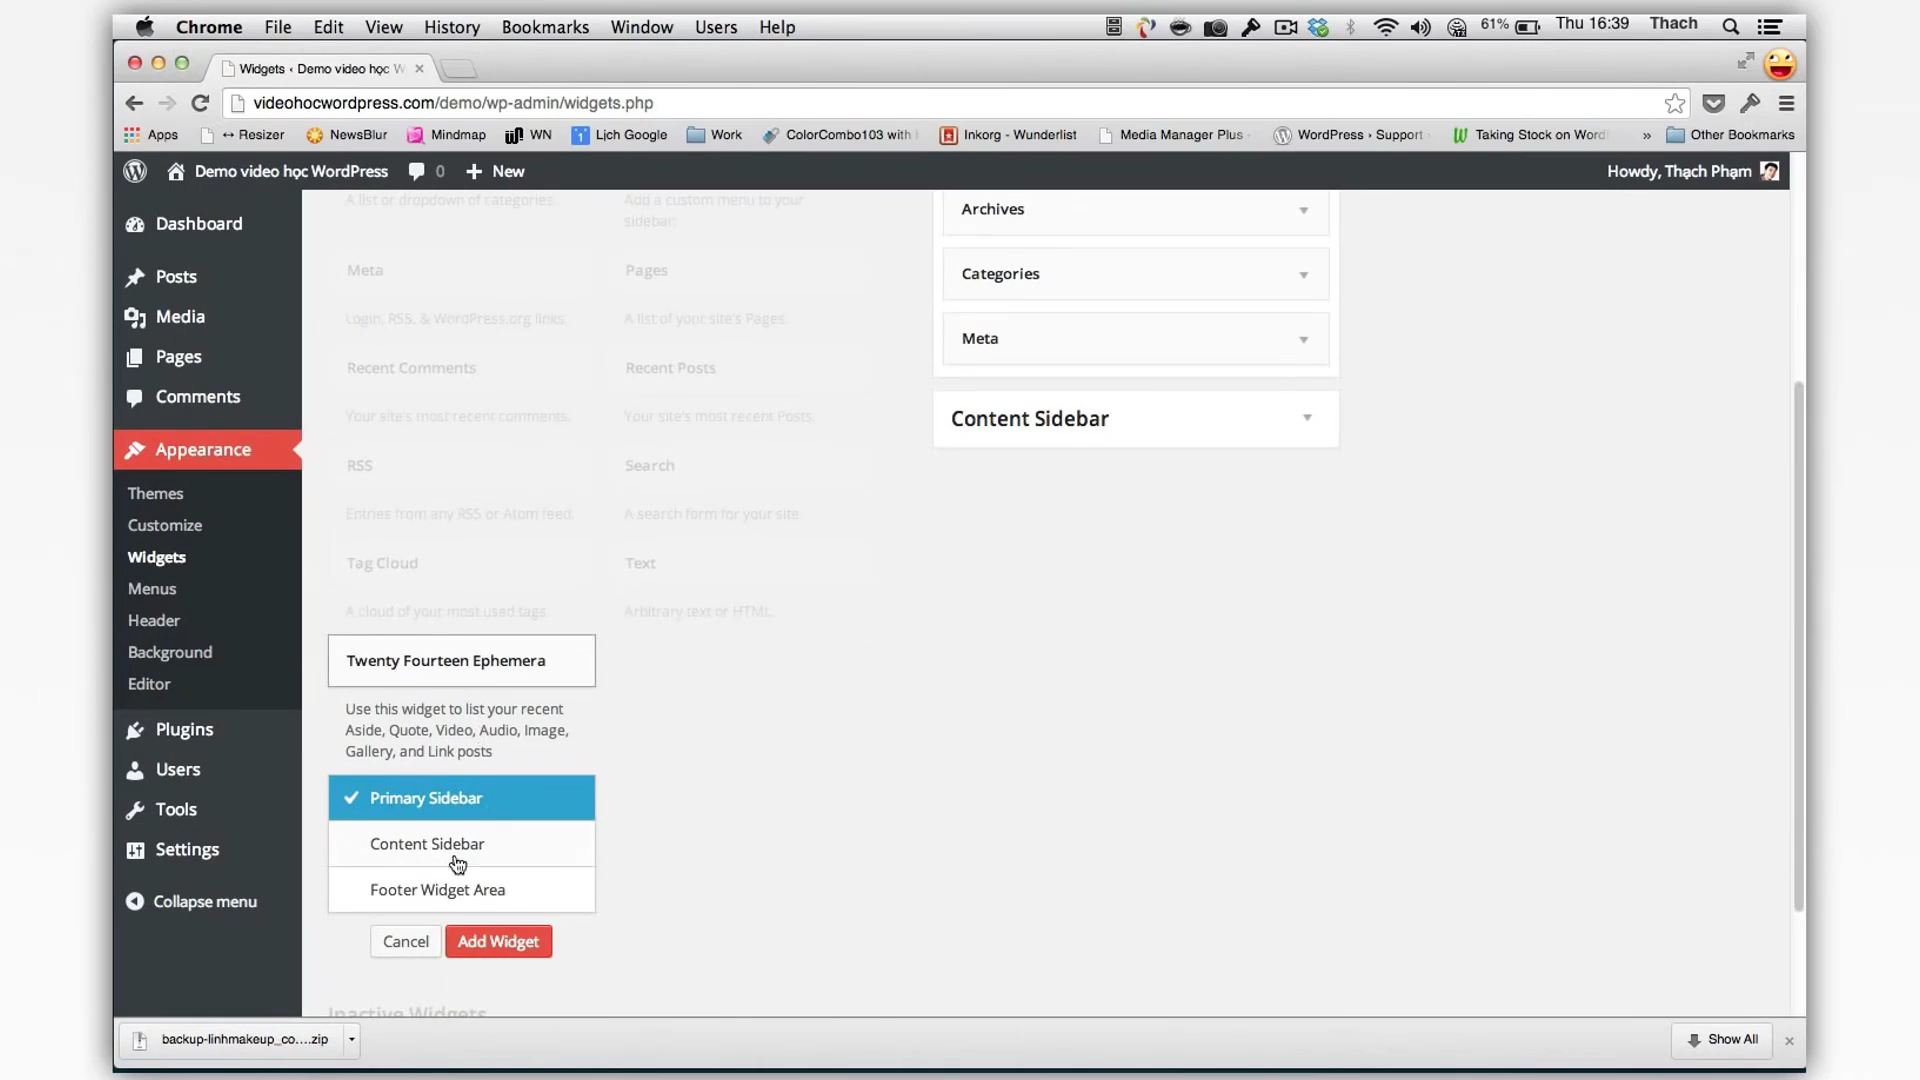 Chrome File Edit View History Bookmarks Window Users Help 61% Thu 16:39 Thach
Widgets ‹ Demo video học W
videohocwordpress.com/demo/wp-admin/widgets.php
Apps ↔ Resizer NewsBlur Mindmap WN 1 Lịch Google Work ColorCombo103 with Inkorg - Wunderlist Media Manager Plus - WordPress › Support Taking Stock on Word » Other Bookmarks
Demo video học WordPress 0 + New Howdy, Thạch Phạm
Dashboard
Posts
Media
Pages
Comments
Appearance
Themes
Customize
Widgets
Menus
Header
Background
Editor
Plugins
Users
Tools
Settings
Collapse menu
A list or dropdown of categories.
Add a custom menu to your
sidebar.
Meta
Pages
Login, RSS, & WordPress.org links.
A list of your site's Pages.
Recent Comments
Recent Posts
Your site's most recent comments.
Your site's most recent Posts.
RSS
Search
Entries from any RSS or Atom feed.
A search form for your site.
Tag Cloud
Text
A cloud of your most used tags.
Arbitrary text or HTML.
Twenty Fourteen Ephemera
Use this widget to list your recent
Aside, Quote, Video, Audio, Image,
Gallery, and Link posts
Primary Sidebar
Content Sidebar
Footer Widget Area
Cancel
Add Widget
Inactive Widgets
Archives
Categories
Meta
Content Sidebar
backup-linhmakeup_co....zip
Show All